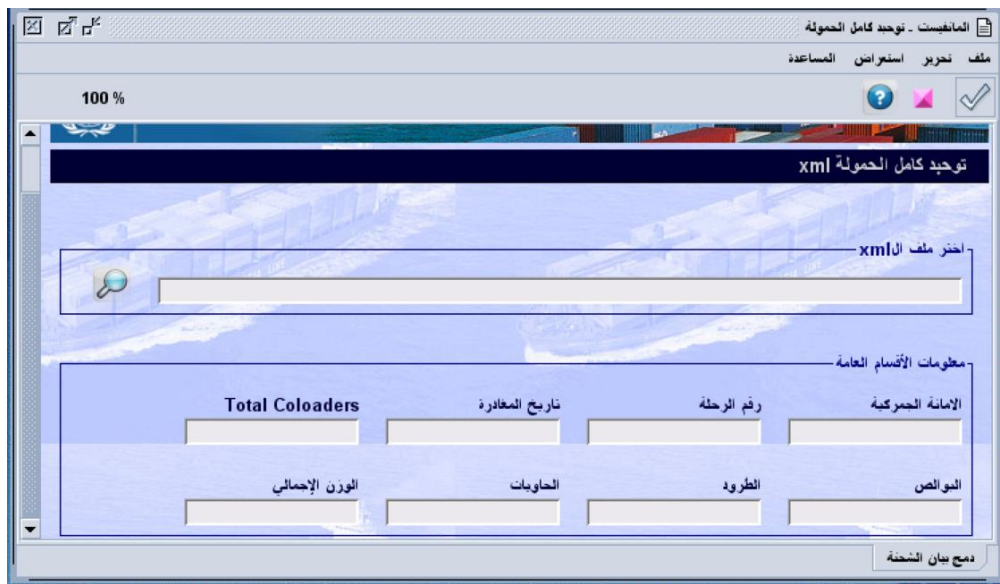 المانفيست - توحيد كامل الحمولة
ملف تحرير استعراض المساعدة
100 %
توحيد كامل الحمولة xml
اختر ملف الxml
معلومات الأقسام العامة
الامانة الجمركية رقم الرحلة تاريخ المغادرة Total Coloaders
البوالص الطرود الحاويات الوزن الإجمالي
دمج بيان الشحنة